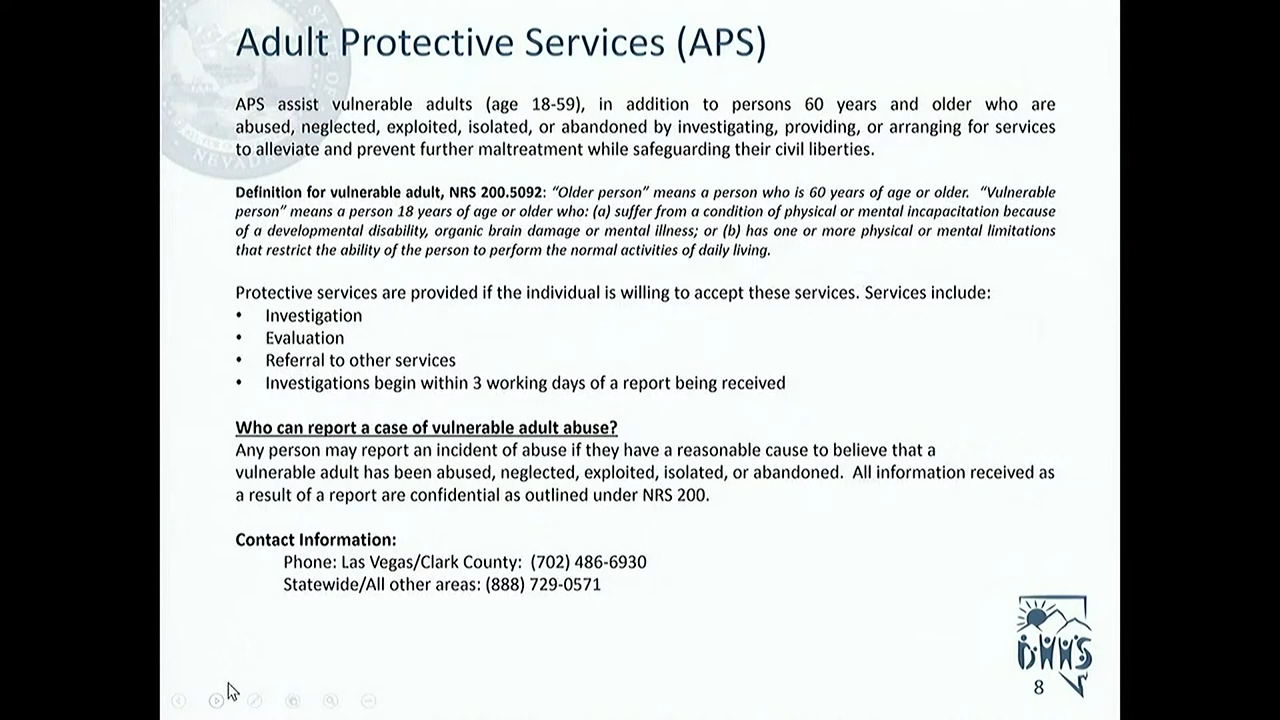 Adult Protective Services (APS)
APS assist vulnerable adults (age 18-59), in addition to persons 60 years and older who are
abused, neglected, exploited, isolated, or abandoned by investigating, providing, or arranging for services
to alleviate and prevent further maltreatment while safeguarding their civil liberties.
Definition for vulnerable adult, NRS 200.5092: “Older person” means a person who is 60 years of age or older. “Vulnerable
person” means a person 18 years of age or older who: (a) suffer from a condition of physical or mental incapacitation because
of a developmental disability, organic brain damage or mental illness; or (b) has one or more physical or mental limitations
that restrict the ability of the person to perform the normal activities of daily living.
Protective services are provided if the individual is willing to accept these services. Services include:
• Investigation
• Evaluation
• Referral to other services
• Investigations begin within 3 working days of a report being received
Who can report a case of vulnerable adult abuse?
Any person may report an incident of abuse if they have a reasonable cause to believe that a
vulnerable adult has been abused, neglected, exploited, isolated, or abandoned. All information received as
a result of a report are confidential as outlined under NRS 200.
Contact Information:
Phone: Las Vegas/Clark County: (702) 486-6930
Statewide/All other areas: (888) 729-0571
DHHS
8